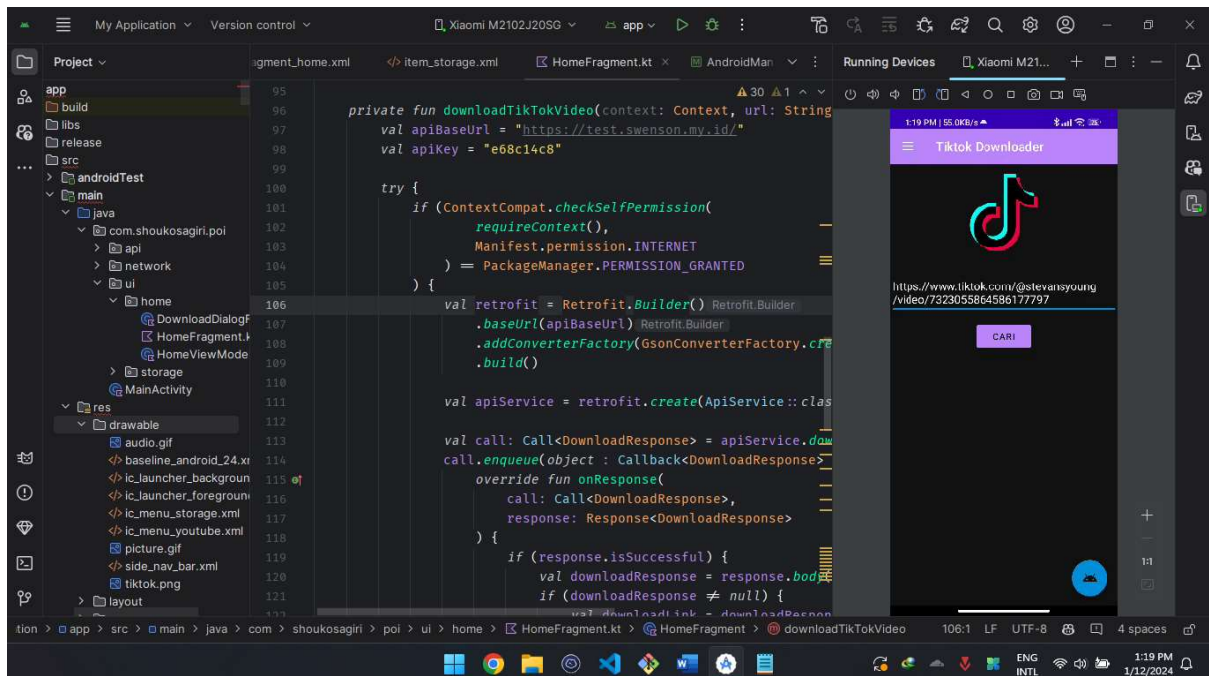 My Application Version control Xiaomi M2102J20SG app
Project
agment_home.xml item_storage.xml HomeFragment.kt AndroidMan
Running Devices Xiaomi M21...
app
build
libs
release
src
androidTest
main
java
com.shoukosagiri.poi
api
network
ui
home
DownloadDialogF
HomeFragment.k
HomeViewMode
storage
MainActivity
res
drawable
audio.gif
baseline_android_24.xr
ic_launcher_backgroun
ic_launcher_foregroun
ic_menu_storage.xml
ic_menu_youtube.xml
picture.gif
side_nav_bar.xml
tiktok.png
layout
95 30 1
96 private fun downloadTikTokVideo(context: Context, url: String
97 val apiBaseUrl = "https://test.swenson.my.id/"
98 val apiKey = "e68c14c8"
99
100 try {
101 if (ContextCompat.checkSelfPermission(
102 requireContext(),
103 Manifest.permission.INTERNET
104 ) == PackageManager.PERMISSION_GRANTED
105 ) {
106 val retrofit = Retrofit.Builder() Retrofit.Builder
107 .baseUrl(apiBaseUrl) Retrofit.Builder
108 .addConverterFactory(GsonConverterFactory.cre
109 .build()
110
111 val apiService = retrofit.create(ApiService::clas
112
113 val call: Call<DownloadResponse> = apiService.dow
114 call.enqueue(object : Callback<DownloadResponse>
115 override fun onResponse(
116 call: Call<DownloadResponse>,
117 response: Response<DownloadResponse>
118 ) {
119 if (response.isSuccessful) {
120 val downloadResponse = response.body(
121 if (downloadResponse ≠ null) {
122 val downloadLink = downloadRespon
1:19 PM | 55.0KB/s
Tiktok Downloader
https://www.tiktok.com/@stevansyoung
/video/7323055864586177797
CARI
1:1
tion > app > src > main > java > com > shoukosagiri > poi > ui > home > HomeFragment.kt > HomeFragment > downloadTikTokVideo 106:1 LF UTF-8 4 spaces
ENG
INTL
1:19 PM
1/12/2024